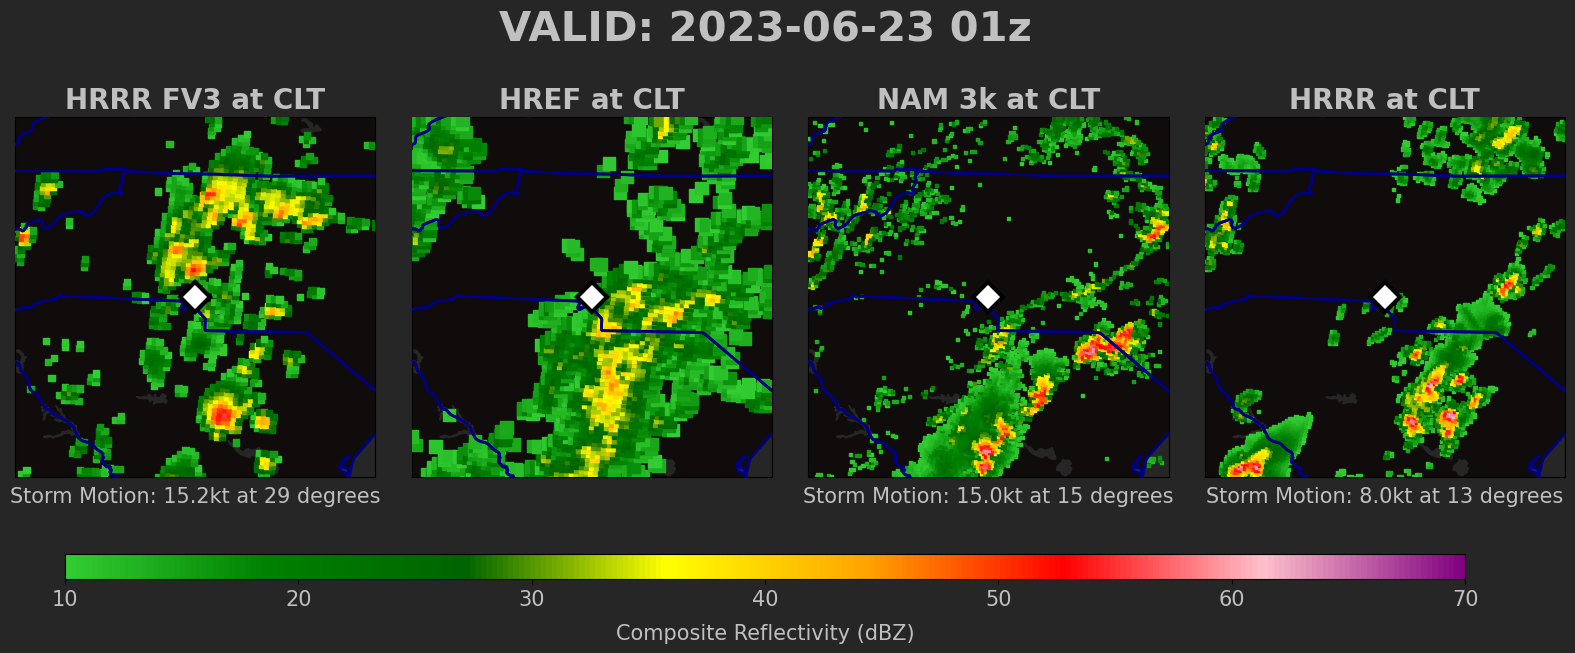 VALID: 2023-06-23 01z
HRRR FV3 at CLT
HREF at CLT
NAM 3k at CLT
HRRR at CLT
Storm Motion: 15.2kt at 29 degrees
Storm Motion: 15.0kt at 15 degrees
Storm Motion: 8.0kt at 13 degrees
10 20 30 40 50 60 70
Composite Reflectivity (dBZ)